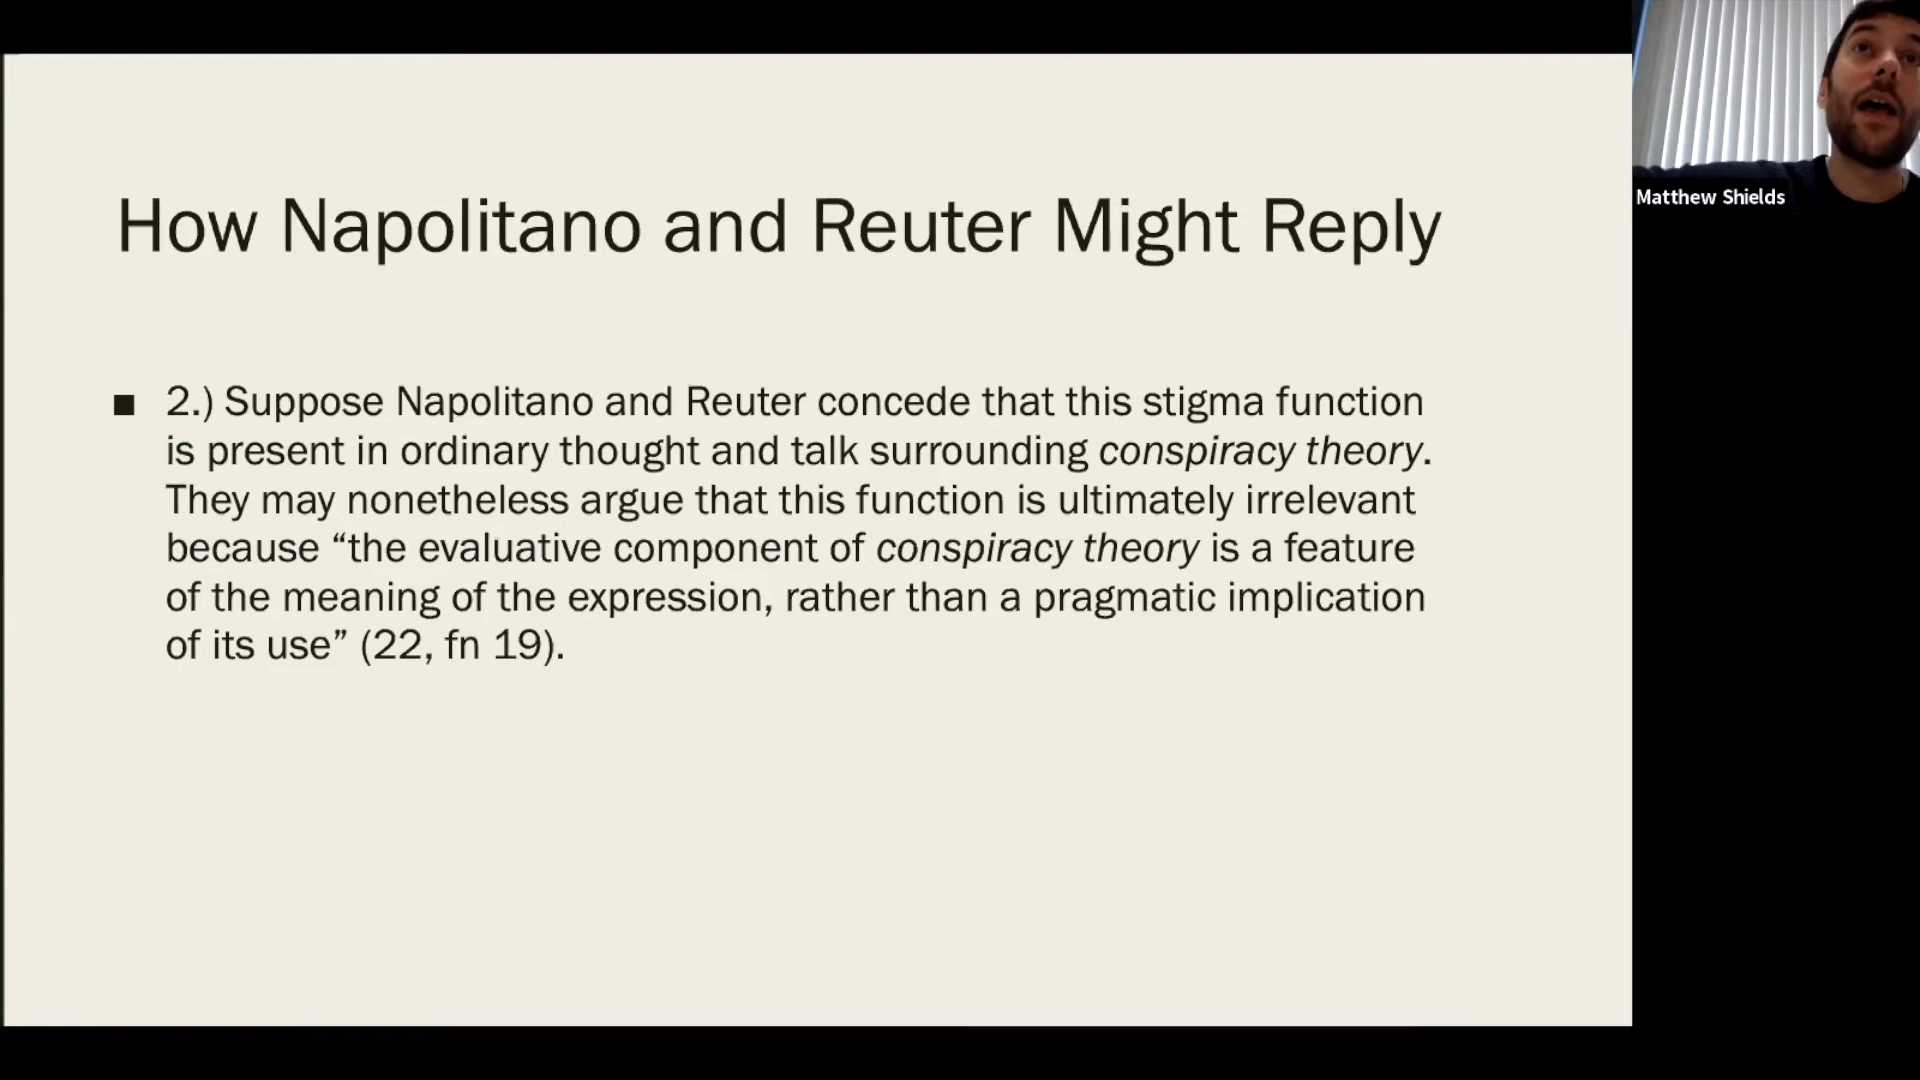 How Napolitano and Reuter Might Reply
■ 2.) Suppose Napolitano and Reuter concede that this stigma function
is present in ordinary thought and talk surrounding conspiracy theory.
They may nonetheless argue that this function is ultimately irrelevant
because “the evaluative component of conspiracy theory is a feature
of the meaning of the expression, rather than a pragmatic implication
of its use” (22, fn 19).
Matthew Shields